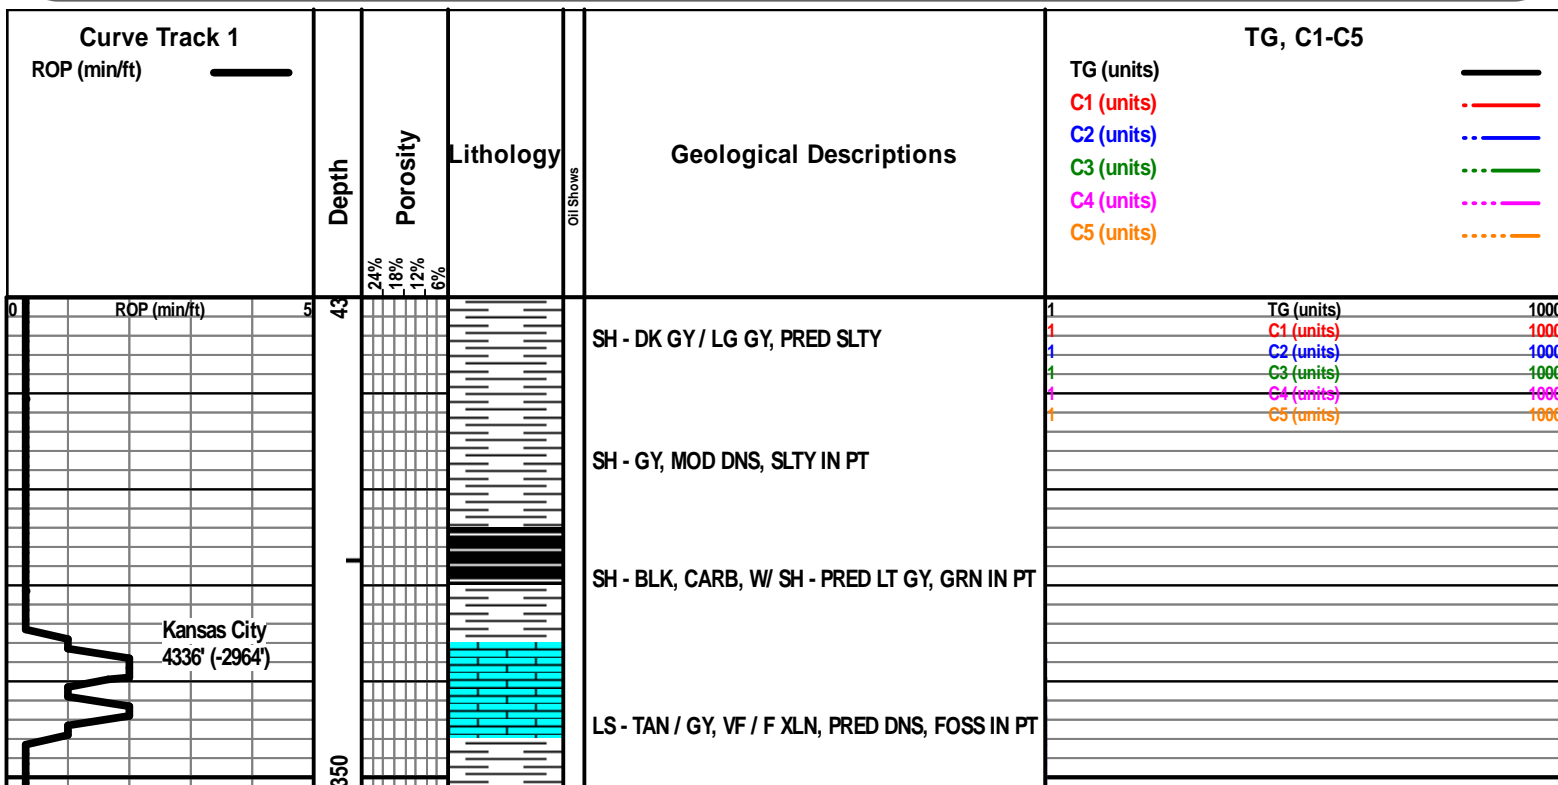 Curve Track 1
ROP (min/ft)
Depth
Porosity
24%
18%
12%
6%
Lithology
Oil Shows
Geological Descriptions
TG, C1-C5
TG (units)
C1 (units)
C2 (units)
C3 (units)
C4 (units)
C5 (units)
0 ROP (min/ft) 5
43
1 TG (units) 1000
1 C1 (units) 1000
1 C2 (units) 1000
1 C3 (units) 1000
1 C4 (units) 1000
1 C5 (units) 1000
SH - DK GY / LG GY, PRED SLTY
SH - GY, MOD DNS, SLTY IN PT
SH - BLK, CARB, W/ SH - PRED LT GY, GRN IN PT
Kansas City
4336' (-2964')
LS - TAN / GY, VF / F XLN, PRED DNS, FOSS IN PT
350